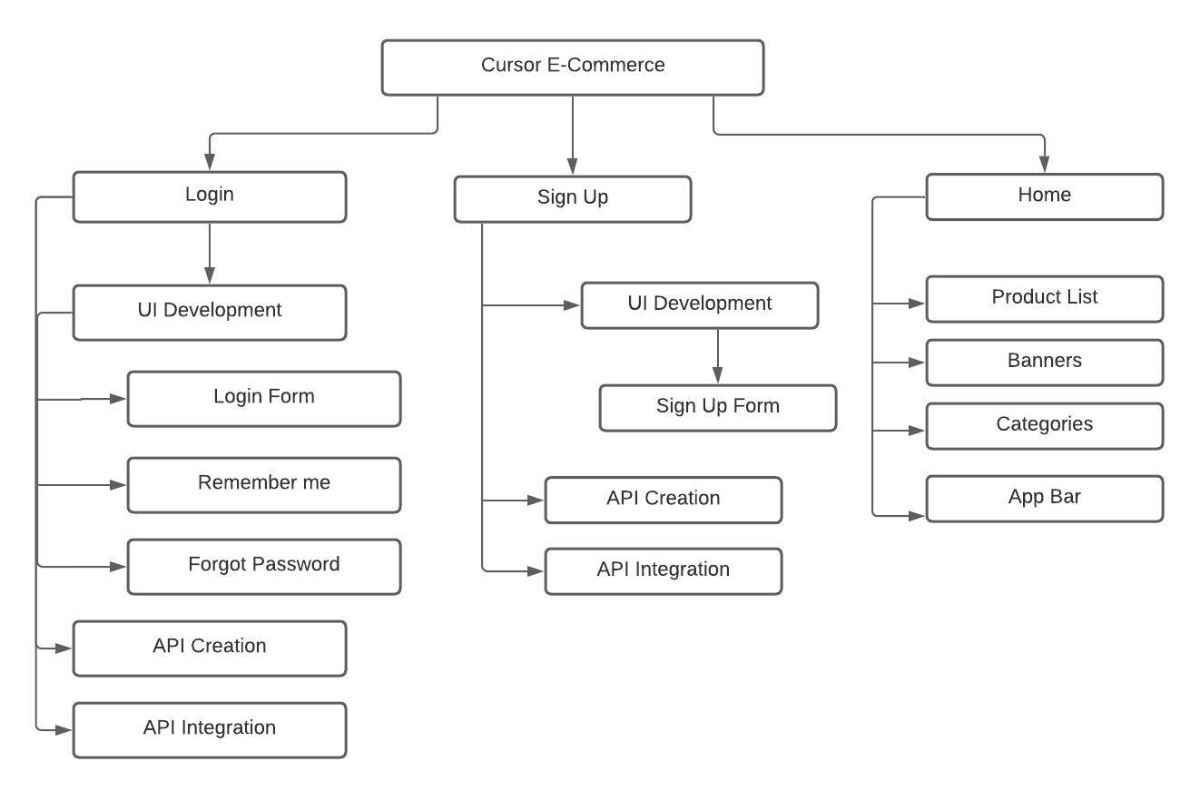 Cursor E-Commerce
Login
UI Development
Login Form
Remember me
Forgot Password
API Creation
API Integration
Sign Up
UI Development
Sign Up Form
API Creation
API Integration
Home
Product List
Banners
Categories
App Bar